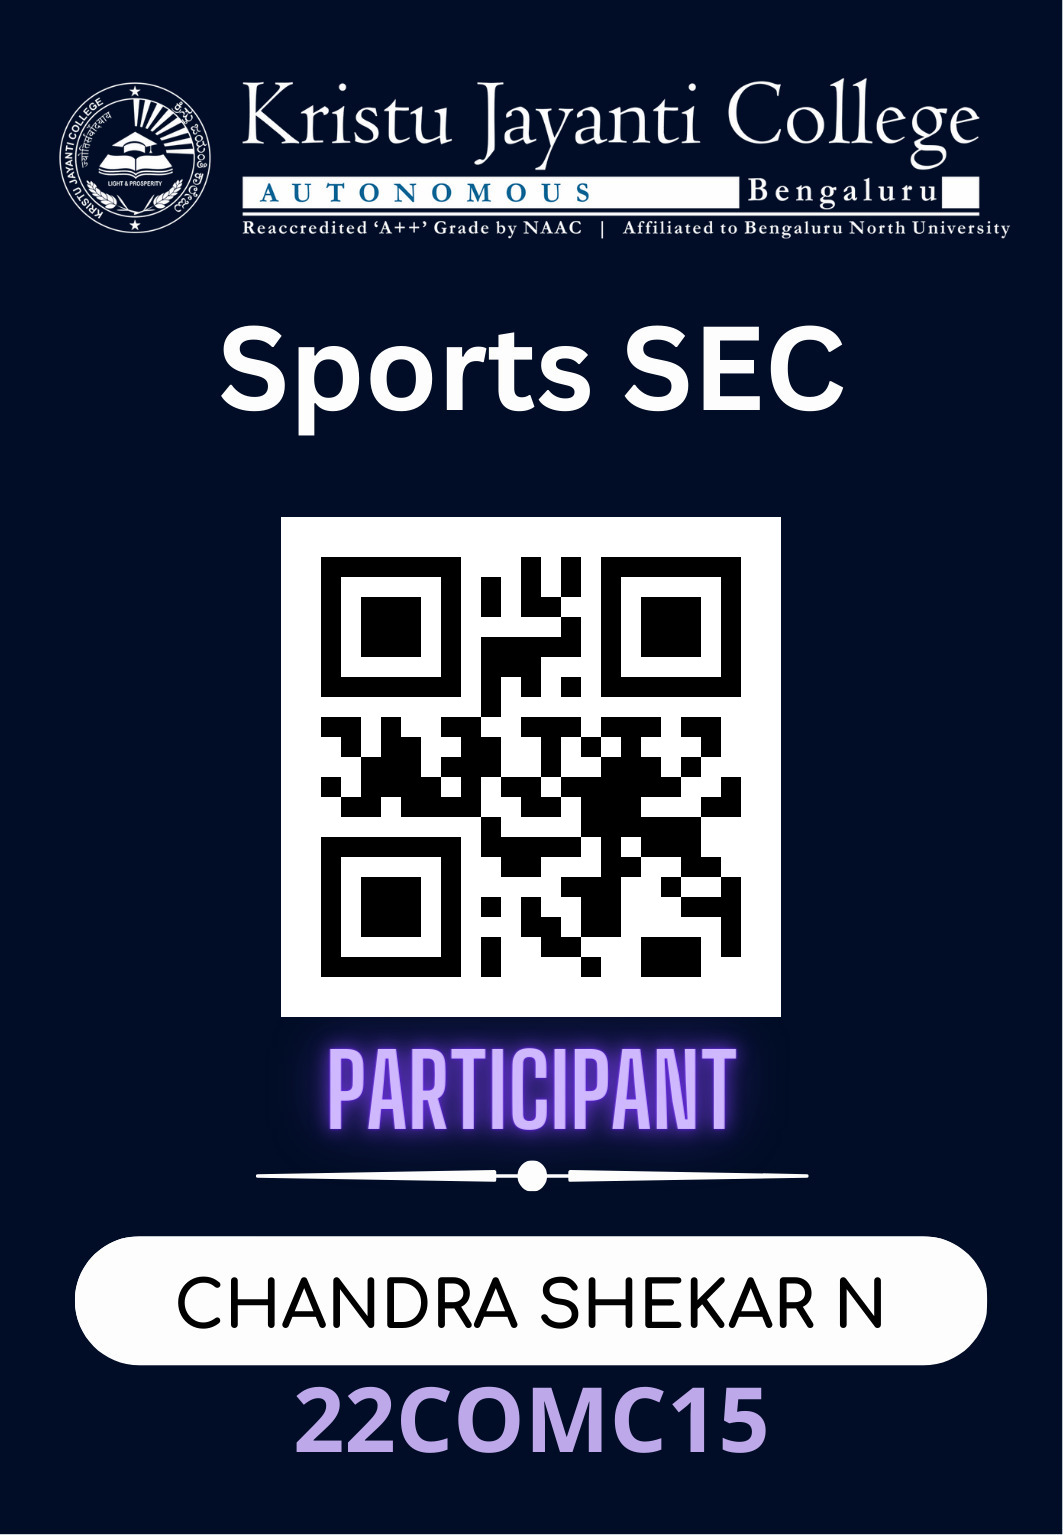 KRISTU JAYANTI COLLEGE
ಕ್ರಿಸ್ತು ಜಯಂತಿ ಕಾಲೇಜು
LIGHT & PROSPERITY
Kristu Jayanti College
AUTONOMOUS Bengaluru
Reaccredited ‘A++’ Grade by NAAC | Affiliated to Bengaluru North University
Sports SEC
PARTICIPANT
CHANDRA SHEKAR N
22COMC15